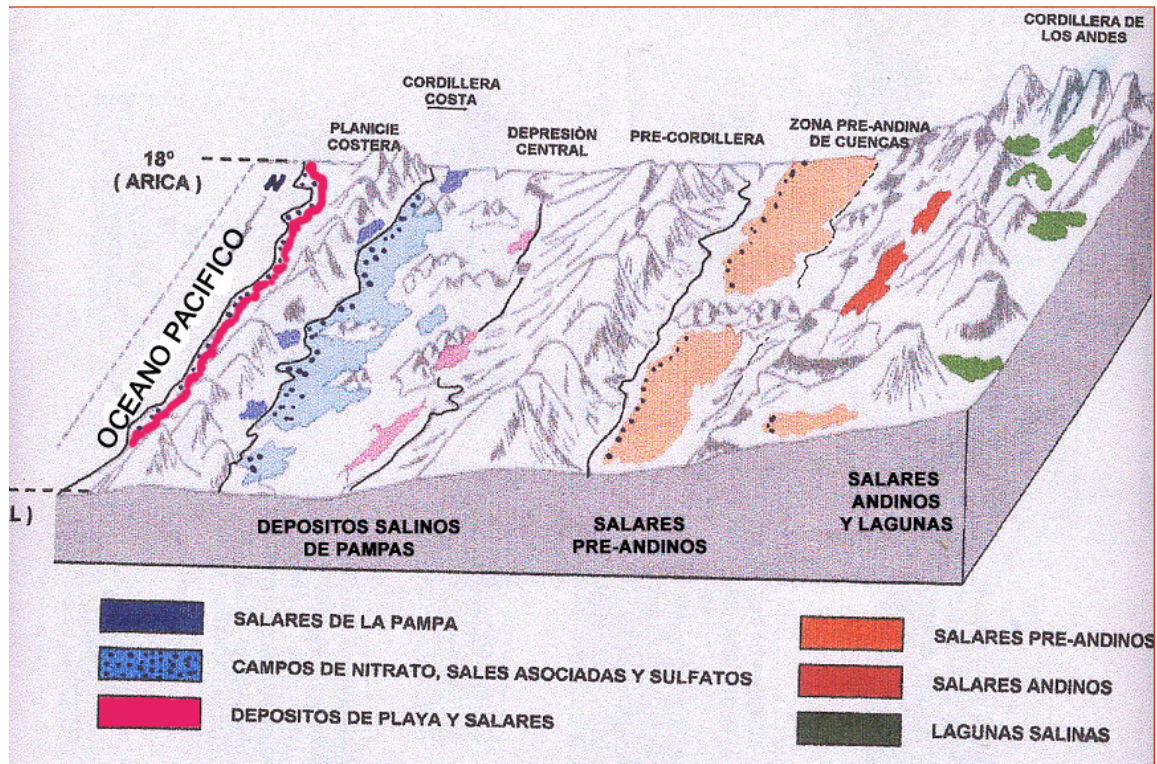 CORDILLERA DE
LOS ANDES
CORDILLERA
COSTA
PLANICIE
COSTERA
DEPRESIÓN
CENTRAL
PRE-CORDILLERA
ZONA PRE-ANDINA
DE CUENCAS
18º
( ARICA )
N
OCEANO PACIFICO
L )
DEPOSITOS SALINOS
DE PAMPAS
SALARES
PRE-ANDINOS
SALARES
ANDINOS
Y LAGUNAS
SALARES DE LA PAMPA
CAMPOS DE NITRATO, SALES ASOCIADAS Y SULFATOS
DEPOSITOS DE PLAYA Y SALARES
SALARES PRE-ANDINOS
SALARES ANDINOS
LAGUNAS SALINAS